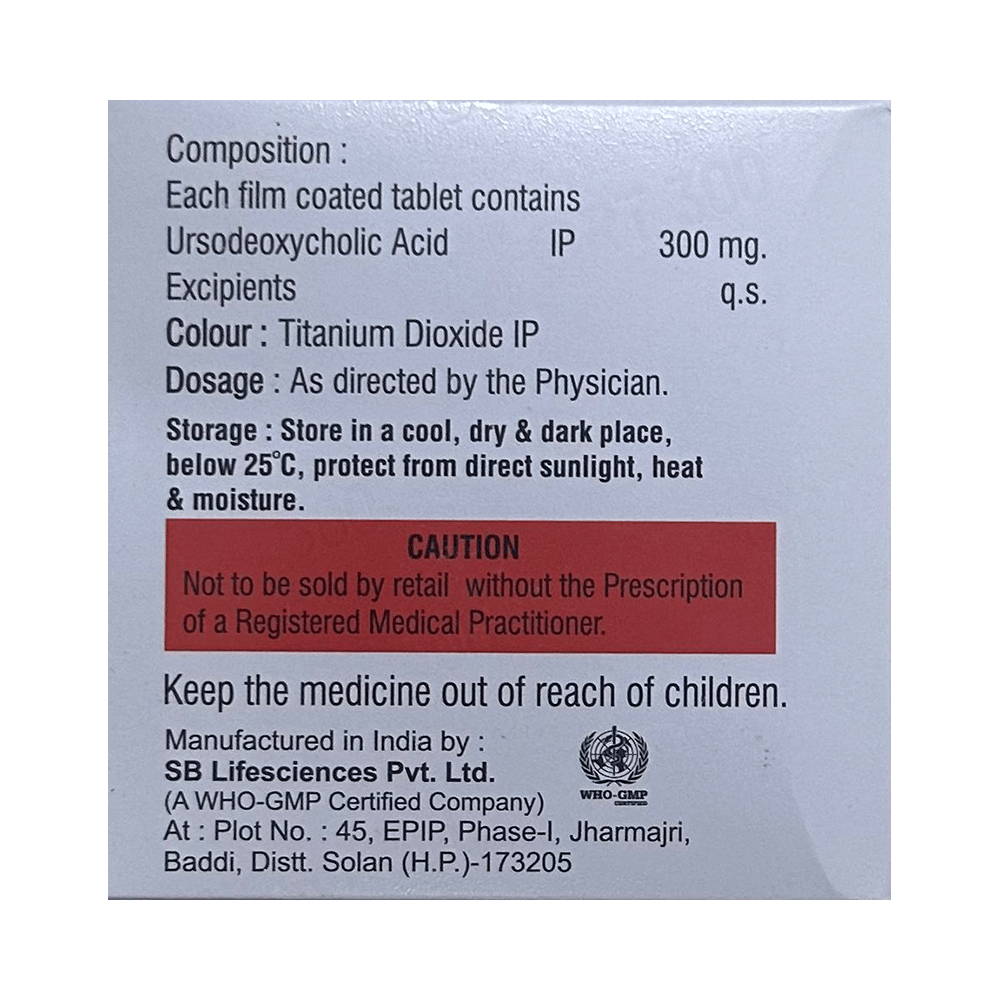 Composition :
Each film coated tablet contains
Ursodeoxycholic Acid IP 300 mg.
Excipients q.s.
Colour : Titanium Dioxide IP
Dosage : As directed by the Physician.
Storage : Store in a cool, dry & dark place,
below 25°C, protect from direct sunlight, heat
& moisture.
CAUTION
Not to be sold by retail without the Prescription
of a Registered Medical Practitioner.
Keep the medicine out of reach of children.
Manufactured in India by :
SB Lifesciences Pvt. Ltd.
(A WHO-GMP Certified Company)
At : Plot No. : 45, EPIP, Phase-I, Jharmajri,
Baddi, Distt. Solan (H.P.)-173205
WHO-GMP
CERTIFIED